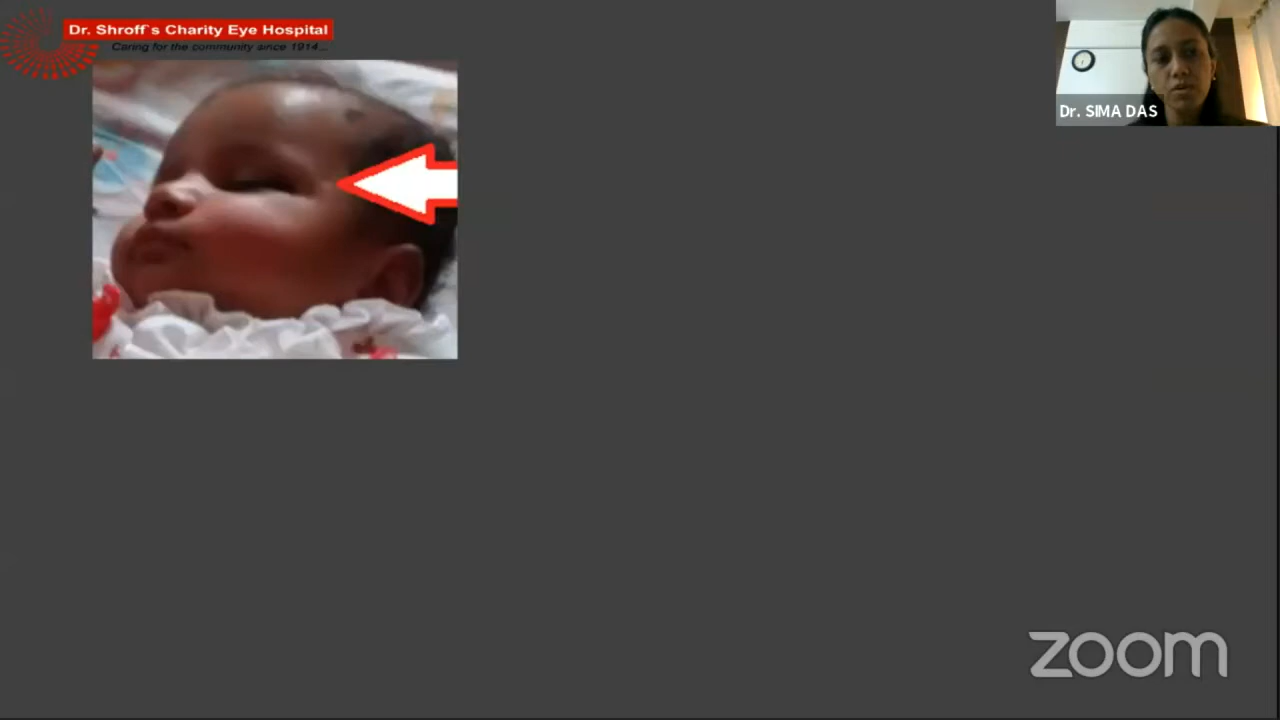 Dr. Shroff`s Charity Eye Hospital
Caring for the community since 1914...
Dr. SIMA DAS
zoom